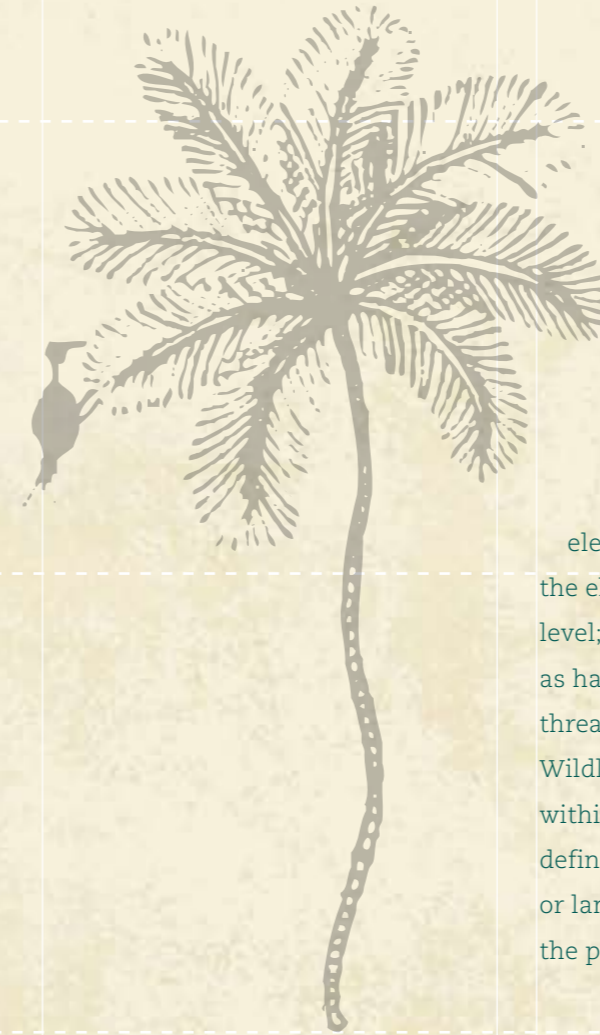 ele
the el
level;
as ha
threa
Wildl
withi
defin
or lar
the p